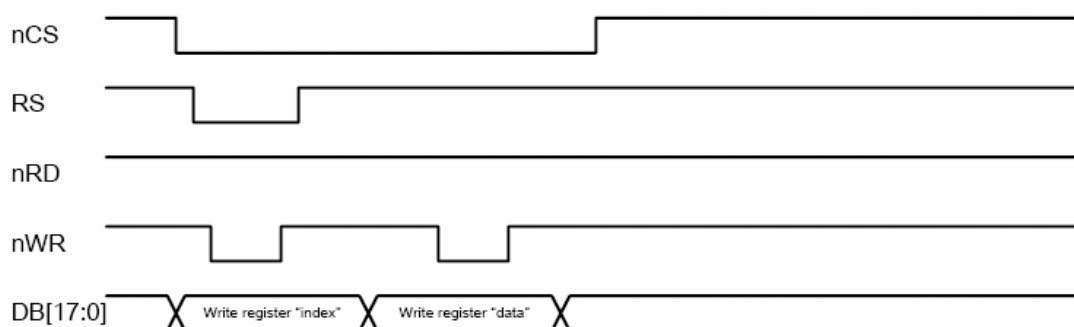 nCS
RS
nRD
nWR
DB[17:0] Write register "index" Write register "data"